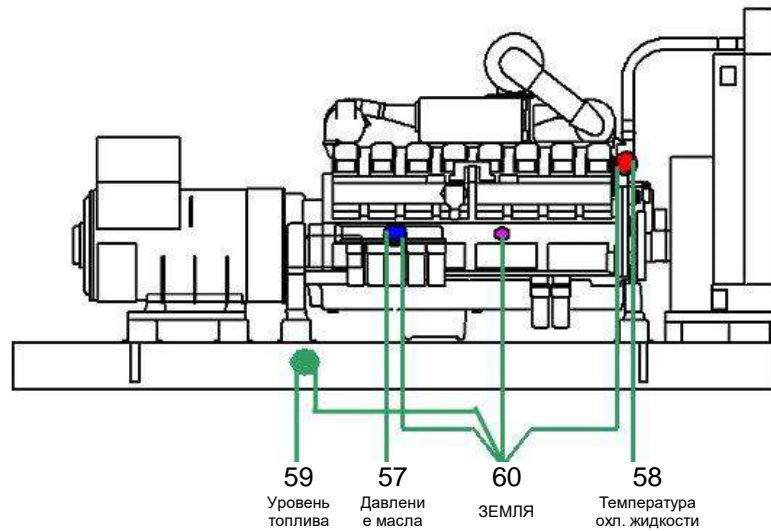 59 57 60 58
Уровень Давлени ЗЕМЛЯ Температура
топлива е масла охл. жидкости